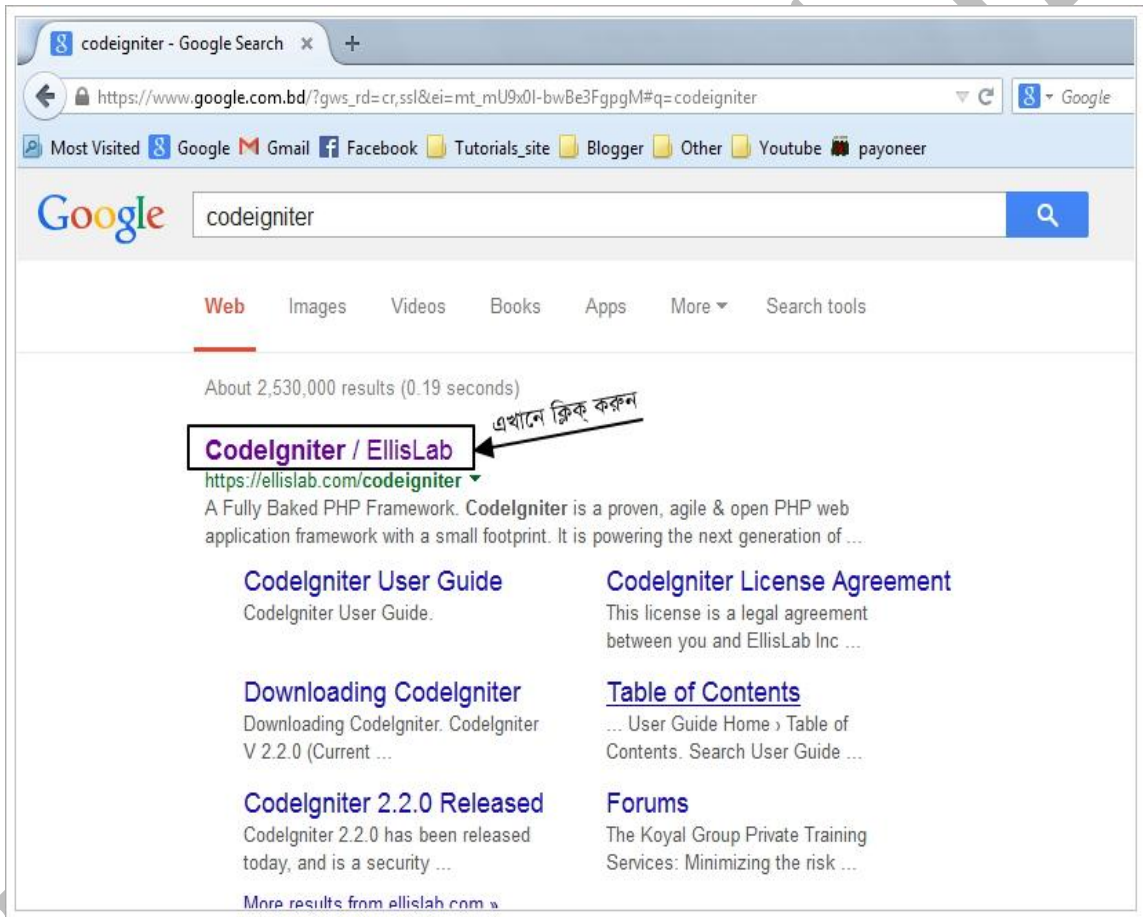 codeigniter - Google Search × +
https://www.google.com.bd/?gws_rd=cr,ssl&ei=mt_mU9x0I-bwBe3FgpgM#q=codeigniter
8 Google
Most Visited 8 Google Gmail Facebook Tutorials_site Blogger Other Youtube payoneer
Google codeigniter
Web Images Videos Books Apps More Search tools
About 2,530,000 results (0.19 seconds)
এখানে ক্লিক্ করুন
CodeIgniter / EllisLab
https://ellislab.com/codeigniter
A Fully Baked PHP Framework. CodeIgniter is a proven, agile & open PHP web
application framework with a small footprint. It is powering the next generation of ...
CodeIgniter User Guide
CodeIgniter User Guide.
CodeIgniter License Agreement
This license is a legal agreement
between you and EllisLab Inc ...
Downloading CodeIgniter
Downloading CodeIgniter. CodeIgniter
V 2.2.0 (Current ...
Table of Contents
... User Guide Home › Table of
Contents. Search User Guide ...
CodeIgniter 2.2.0 Released
CodeIgniter 2.2.0 has been released
today, and is a security ...
Forums
The Koyal Group Private Training
Services: Minimizing the risk ...
More results from ellislab.com »